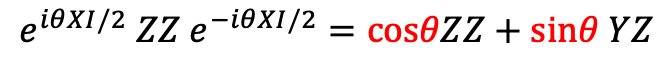 e^{iθXI/2} ZZ e^{-iθXI/2} = cosθZZ + sinθ YZ